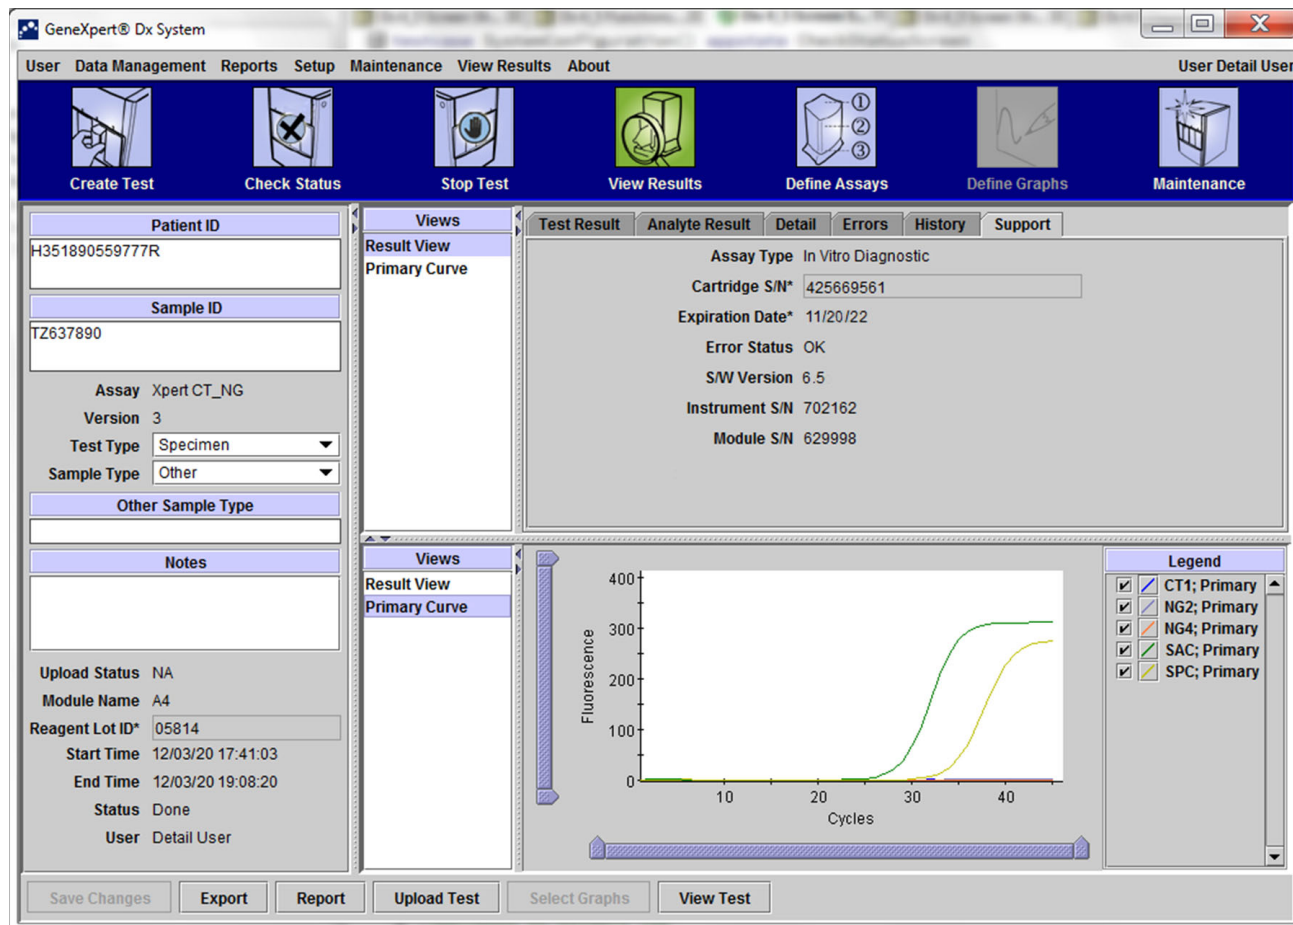 GeneXpert® Dx System
User Data Management Reports Setup Maintenance View Results About User Detail User
Create Test Check Status Stop Test View Results Define Assays Define Graphs Maintenance
① ② ③
Patient ID
H351890559777R
Sample ID
TZ637890
Assay Xpert CT_NG
Version 3
Test Type Specimen
Sample Type Other
Other Sample Type
Notes
Upload Status NA
Module Name A4
Reagent Lot ID* 05814
Start Time 12/03/20 17:41:03
End Time 12/03/20 19:08:20
Status Done
User Detail User
Views
Result View
Primary Curve
Test Result Analyte Result Detail Errors History Support
Assay Type In Vitro Diagnostic
Cartridge S/N* 425669561
Expiration Date* 11/20/22
Error Status OK
S/W Version 6.5
Instrument S/N 702162
Module S/N 629998
Views
Result View
Primary Curve
400
300
200
100
0
Fluorescence
10 20 30 40
Cycles
Legend
CT1; Primary
NG2; Primary
NG4; Primary
SAC; Primary
SPC; Primary
Save Changes Export Report Upload Test Select Graphs View Test